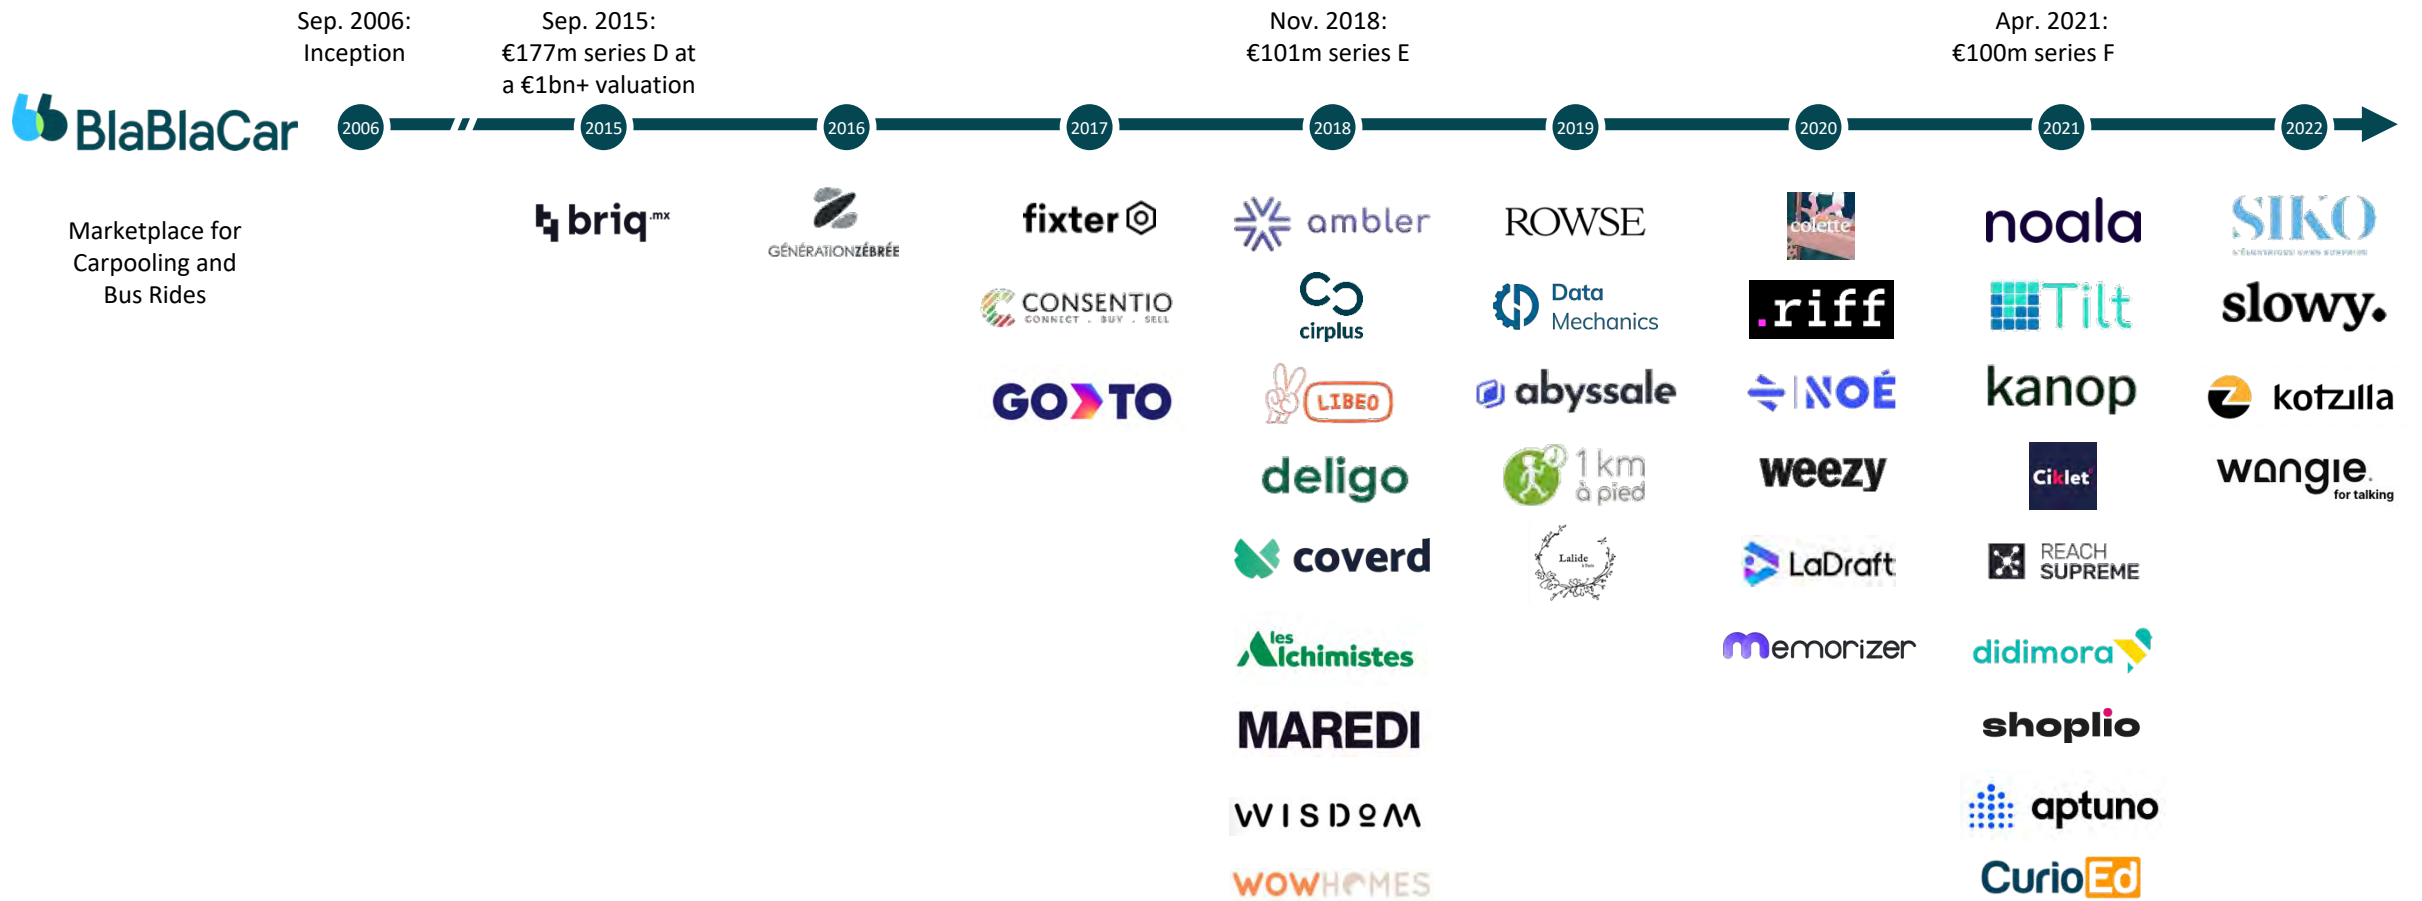 Sep. 2006:
Inception
Sep. 2015:
€177m series D at
a €1bn+ valuation
Nov. 2018:
€101m series E
Apr. 2021:
€100m series F
BlaBlaCar
2006
2015
2016
2017
2018
2019
2020
2021
2022
Marketplace for
Carpooling and
Bus Rides
briq.mx
GÉNÉRATIONZÉBRÉE
fixter
CONSENTIO
CONNECT . BUY . SELL
GO TO
ambler
cirplus
LIBEO
deligo
coverd
les
Alchimistes
MAREDI
WISDOM
WOWHOMES
ROWSE
Data
Mechanics
abyssale
1 km
à pied
Lalide
à Paris
colette
.riff
NOÉ
weezy
LaDraft
memorizer
noala
Tilt
kanop
Ciklet
REACH
SUPREME
didimora
shoplio
aptuno
CurioEd
SIKO
slowy.
kotzilla
wangie.
for talking